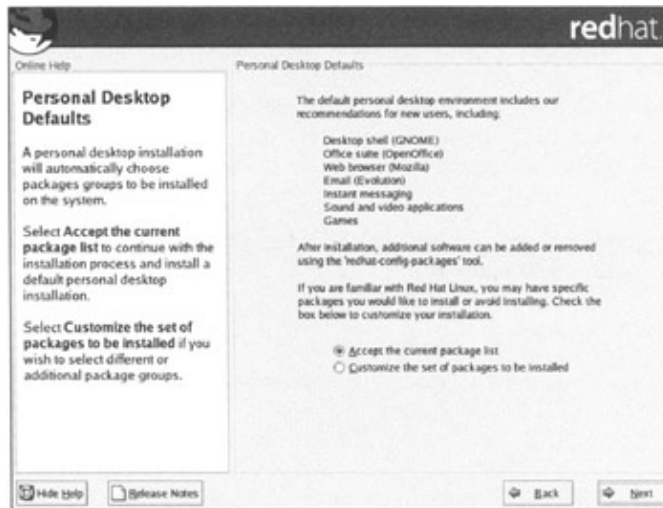 redhat.
Online Help
Personal Desktop
Defaults
A personal desktop installation
will automatically choose
packages groups to be installed
on the system.
Select Accept the current
package list to continue with the
installation process and install a
default personal desktop
installation.
Select Customize the set of
packages to be installed if you
wish to select different or
additional package groups.
Personal Desktop Defaults
The default personal desktop environment includes our
recommendations for new users, including:
Desktop shell (GNOME)
Office suite (OpenOffice)
Web browser (Mozilla)
Email (Evolution)
Instant messaging
Sound and video applications
Games
After installation, additional software can be added or removed
using the 'redhat-config-packages' tool.
If you are familiar with Red Hat Linux, you may have specific
packages you would like to install or avoid installing. Check the
box below to customize your installation.
Accept the current package list
Customize the set of packages to be installed
Hide Help
Release Notes
Back
Next